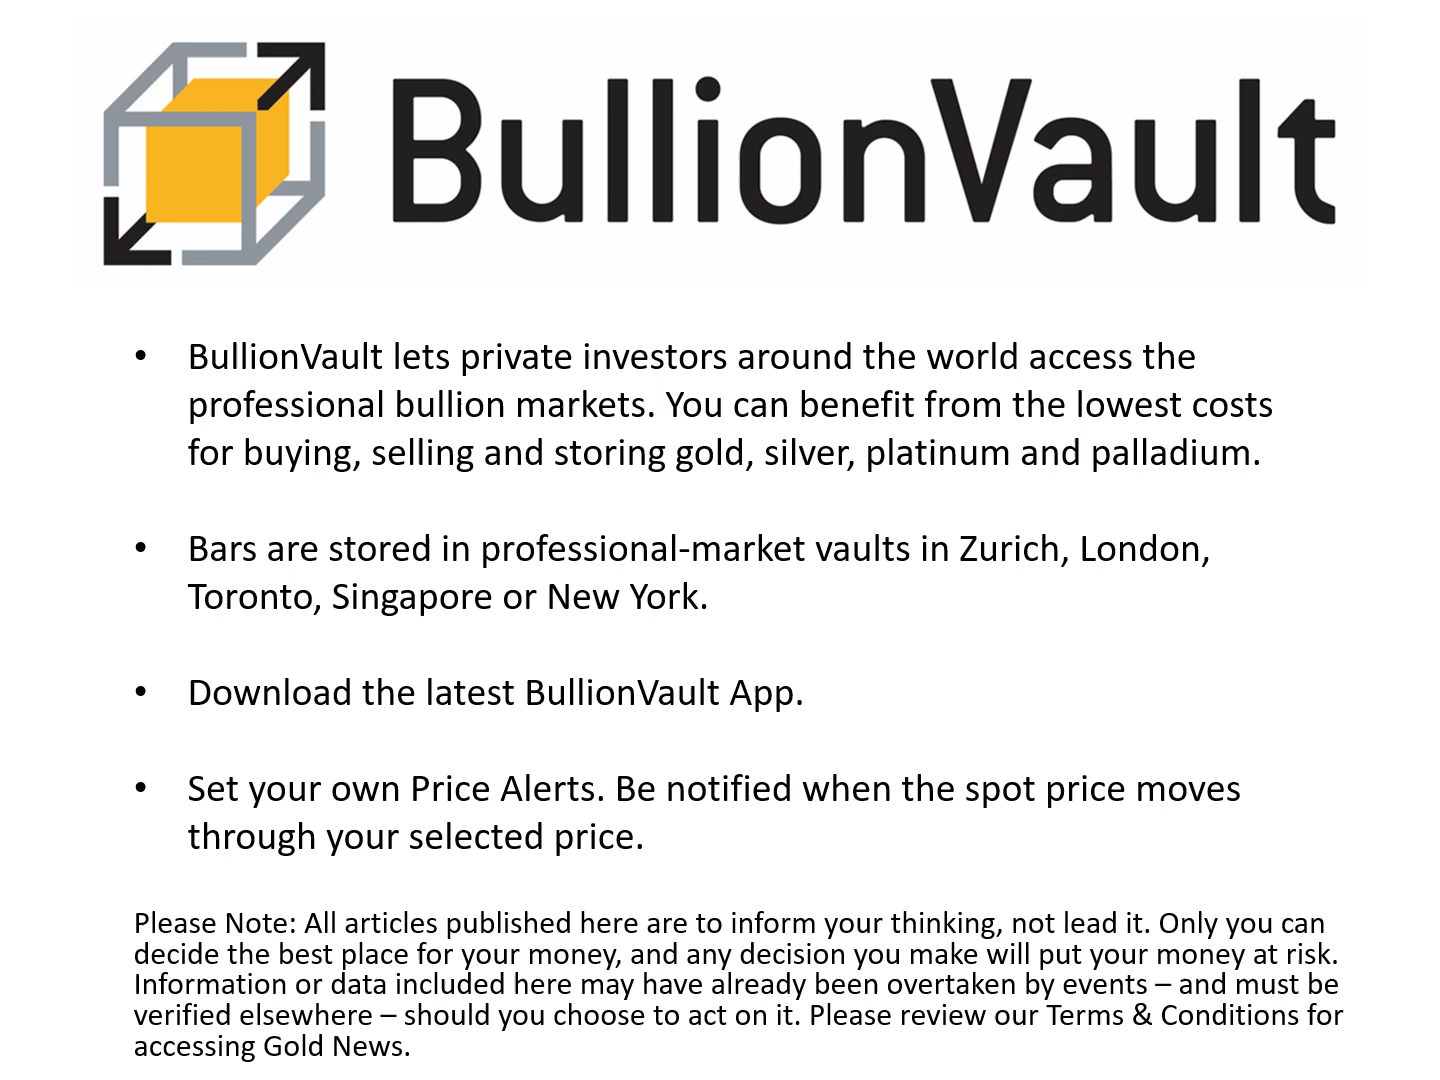 BullionVault
• BullionVault lets private investors around the world access the
professional bullion markets. You can benefit from the lowest costs
for buying, selling and storing gold, silver, platinum and palladium.
• Bars are stored in professional-market vaults in Zurich, London,
Toronto, Singapore or New York.
• Download the latest BullionVault App.
• Set your own Price Alerts. Be notified when the spot price moves
through your selected price.
Please Note: All articles published here are to inform your thinking, not lead it. Only you can
decide the best place for your money, and any decision you make will put your money at risk.
Information or data included here may have already been overtaken by events – and must be
verified elsewhere – should you choose to act on it. Please review our Terms & Conditions for
accessing Gold News.